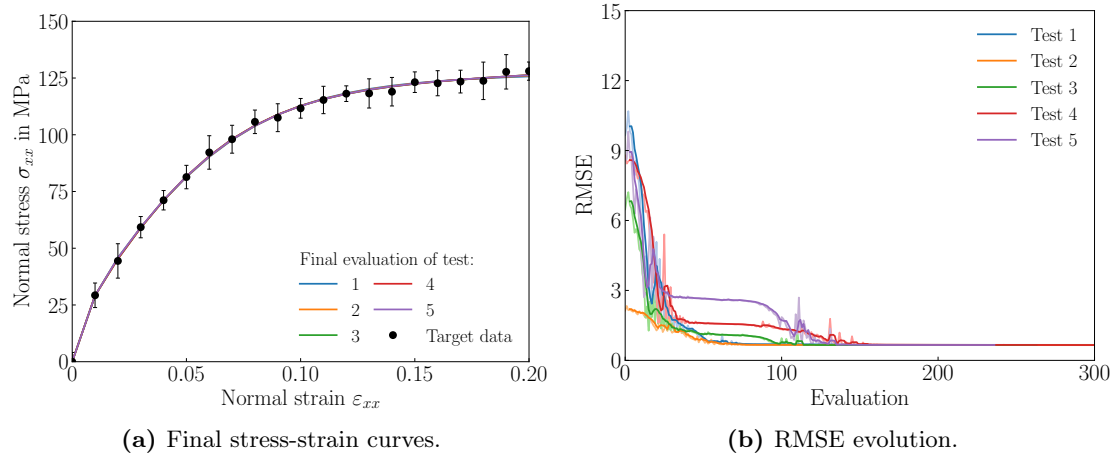 150
125
100
75
50
25
0
Normal stress σxx in MPa
Final evaluation of test:
1 4
2 5
3 Target data
0 0.05 0.10 0.15 0.20
Normal strain εxx
(a) Final stress-strain curves.
15
12
9
6
3
0
RMSE
Test 1
Test 2
Test 3
Test 4
Test 5
0 100 200 300
Evaluation
(b) RMSE evolution.